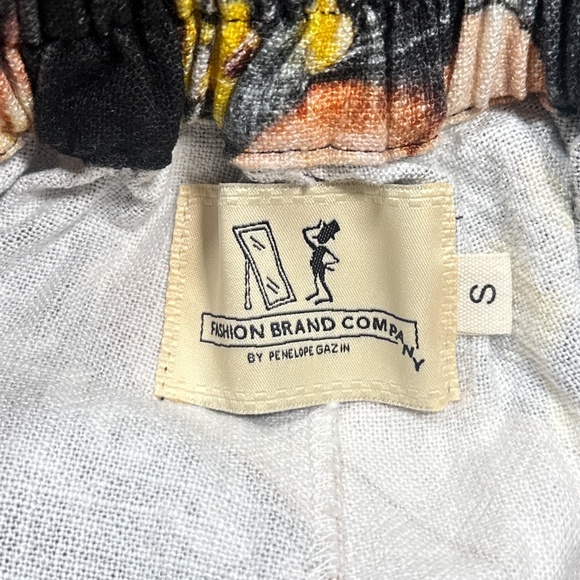 FASHION BRAND COMPANY
BY PENELOPE GAZIN
S